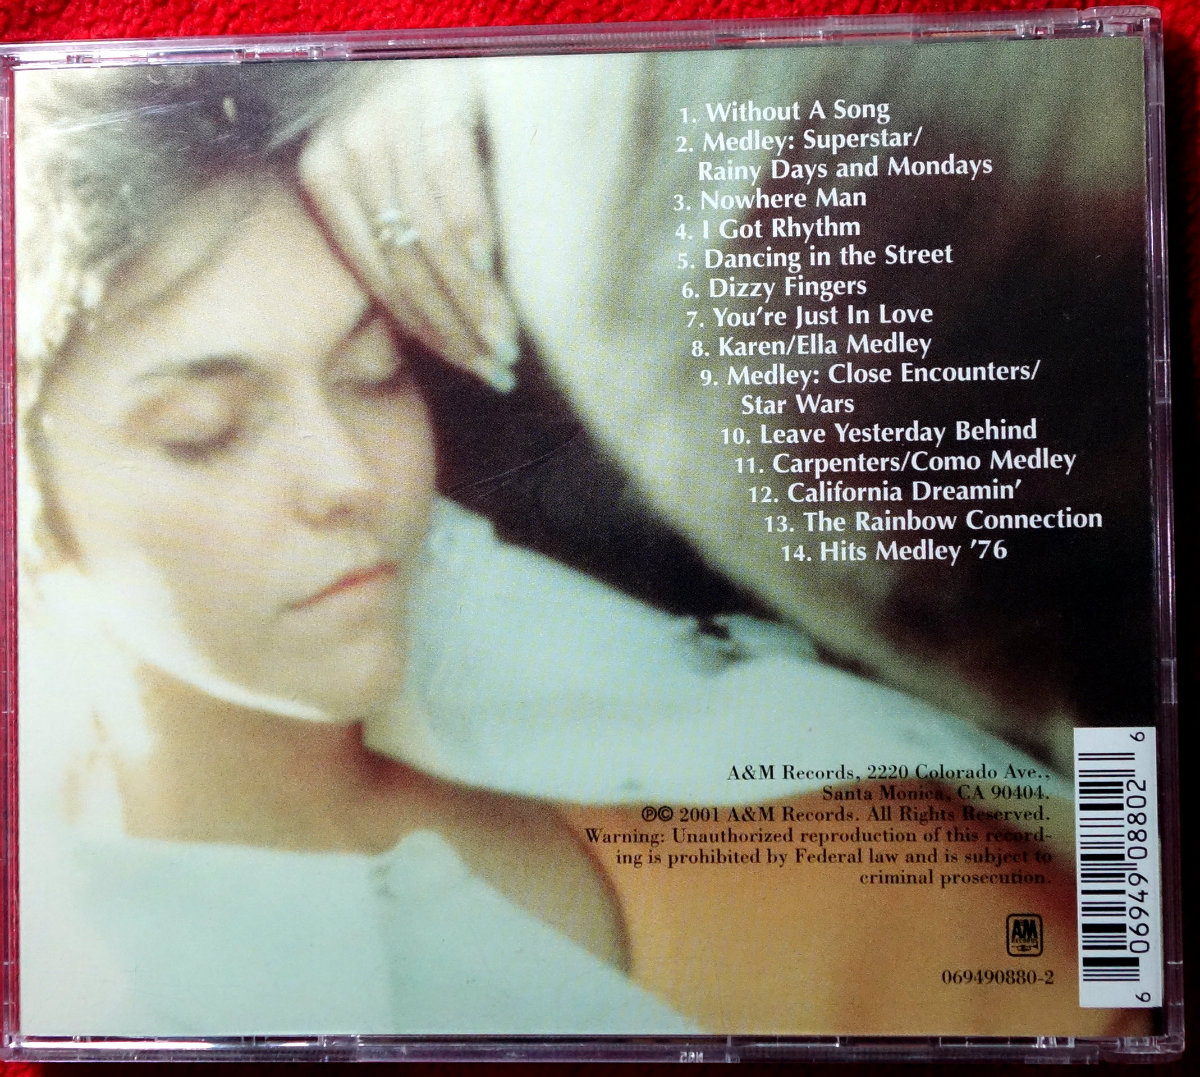 1. Without A Song
2. Medley: Superstar/
Rainy Days and Mondays
3. Nowhere Man
4. I Got Rhythm
5. Dancing in the Street
6. Dizzy Fingers
7. You're Just In Love
8. Karen/Ella Medley
9. Medley: Close Encounters/
Star Wars
10. Leave Yesterday Behind
11. Carpenters/Como Medley
12. California Dreamin'
13. The Rainbow Connection
14. Hits Medley '76
A&M Records, 2220 Colorado Ave.,
Santa Monica, CA 90404.
℗© 2001 A&M Records. All Rights Reserved.
Warning: Unauthorized reproduction of this record-
ing is prohibited by Federal law and is subject to
criminal prosecution.
A&M
RECORDS
069490880-2
6 06949 08802 6